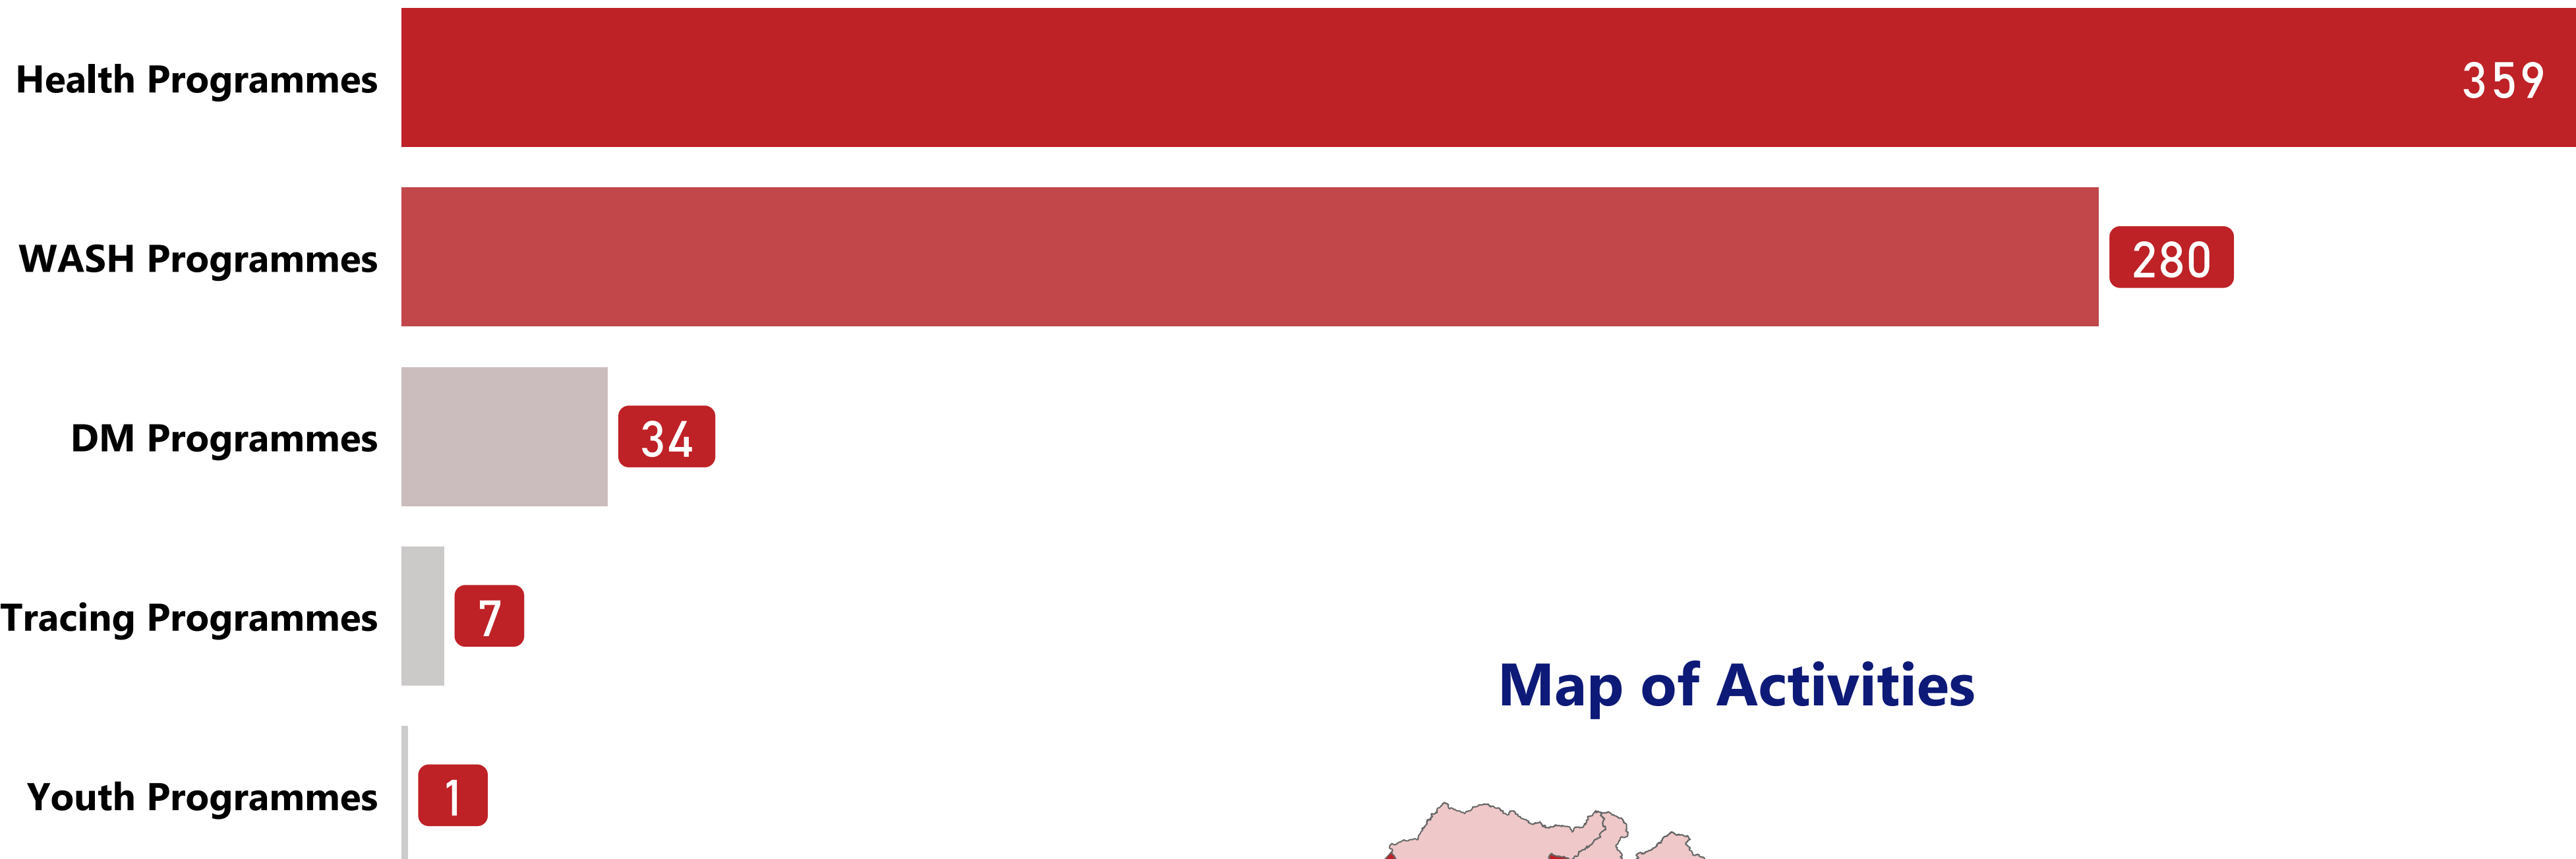 Health Programmes 359
WASH Programmes 280
DM Programmes 34
Tracing Programmes 7
Youth Programmes 1
Map of Activities